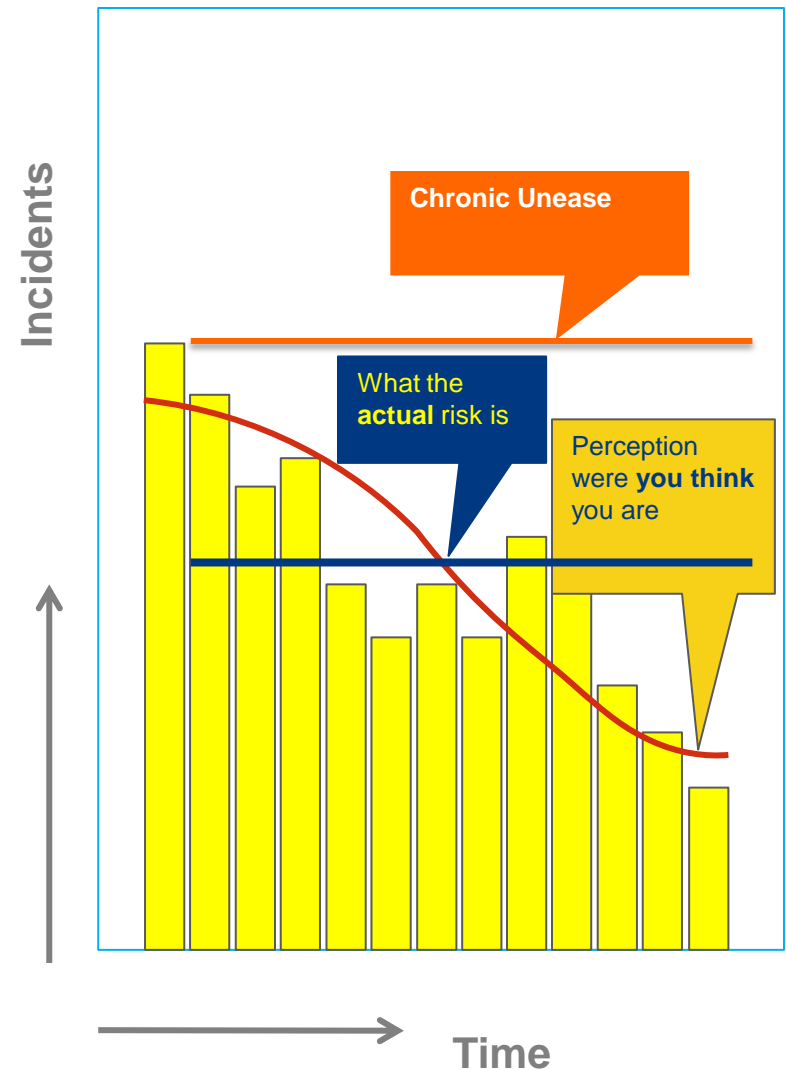 Incidents
Chronic Unease
What the
actual risk is
Perception
were you think
you are
Time